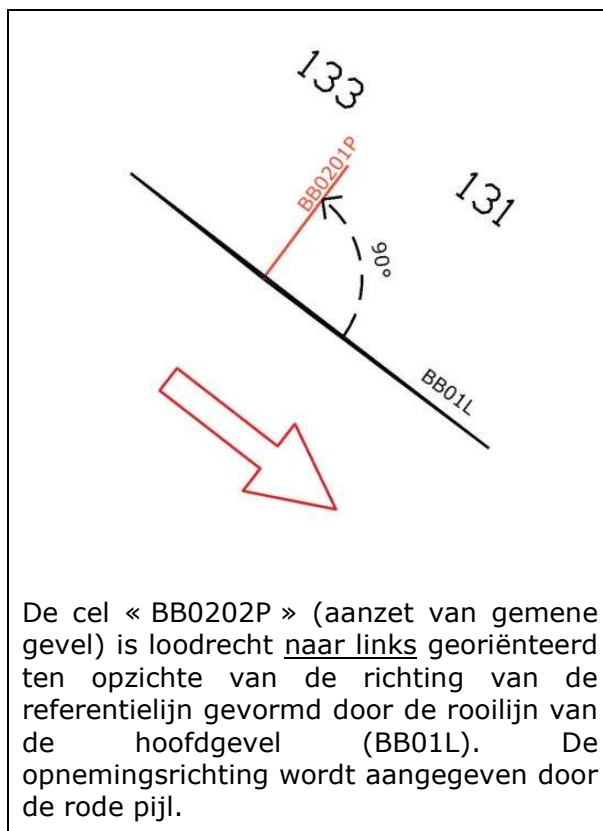 133
131
BB0201P
90°
BB01L
De cel « BB0202P » (aanzet van gemene
gevel) is loodrecht naar links georiënteerd
ten opzichte van de richting van de
referentielijn gevormd door de rooilijn van
de hoofdgevel (BB01L). De
opnemingsrichting wordt aangegeven door
de rode pijl.